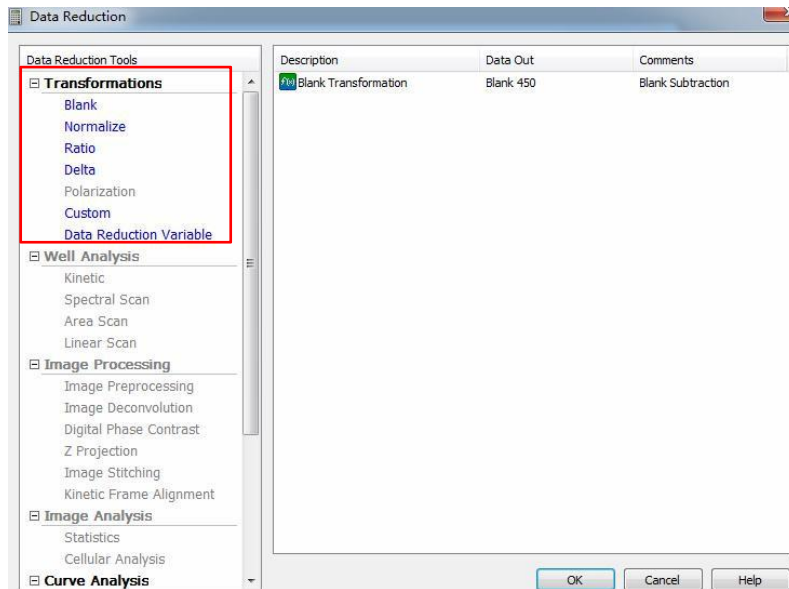 Data Reduction
Data Reduction Tools
Transformations
Blank
Normalize
Ratio
Delta
Polarization
Custom
Data Reduction Variable
Well Analysis
Kinetic
Spectral Scan
Area Scan
Linear Scan
Image Processing
Image Preprocessing
Image Deconvolution
Digital Phase Contrast
Z Projection
Image Stitching
Kinetic Frame Alignment
Image Analysis
Statistics
Cellular Analysis
Curve Analysis
Description Data Out Comments
f(x) Blank Transformation Blank 450 Blank Subtraction
OK Cancel Help